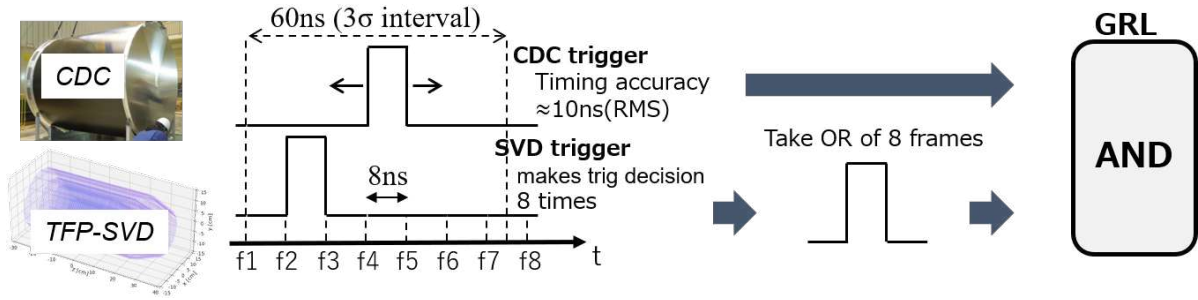 60ns (3σ interval)
GRL
CDC
CDC trigger
Timing accuracy
≈10ns(RMS)
Take OR of 8 frames
AND
SVD trigger
makes trig decision
8 times
8ns
TFP-SVD
f1 f2 f3 f4 f5 f6 f7 f8 t